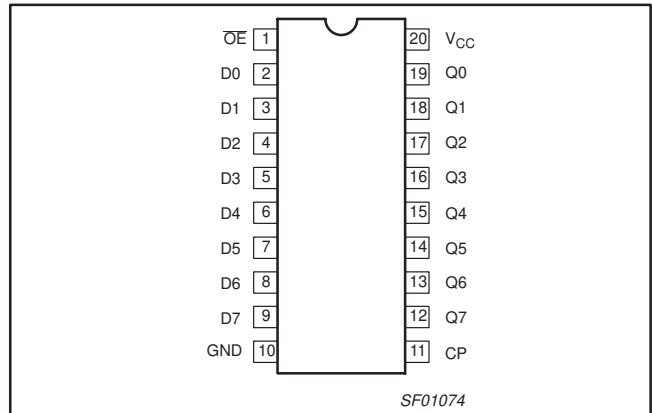 O̅E̅ 1 20 VCC
D0 2 19 Q0
D1 3 18 Q1
D2 4 17 Q2
D3 5 16 Q3
D4 6 15 Q4
D5 7 14 Q5
D6 8 13 Q6
D7 9 12 Q7
GND 10 11 CP
SF01074